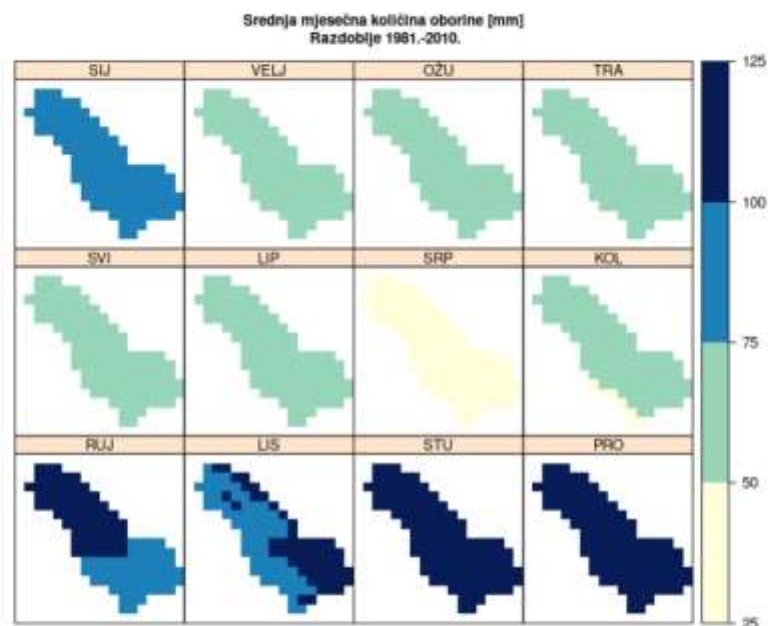 Srednja mjesečna količina oborine [mm]
Razdoblje 1981.-2010.
SIJ VELJ OŽU TRA
SVI LIP SRP KOL
RUJ LIS STU PRO
125
100
75
50
25